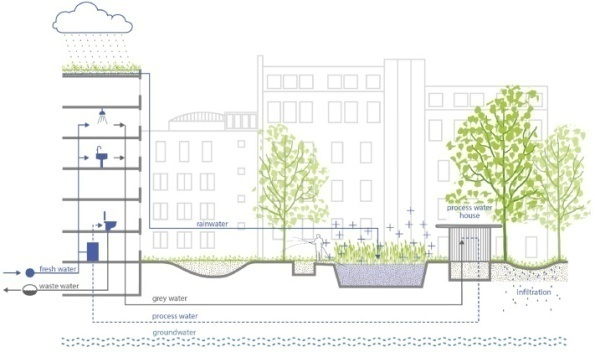 process water
house
rainwater
fresh water
waste water
grey water
infiltration
process water
groundwater